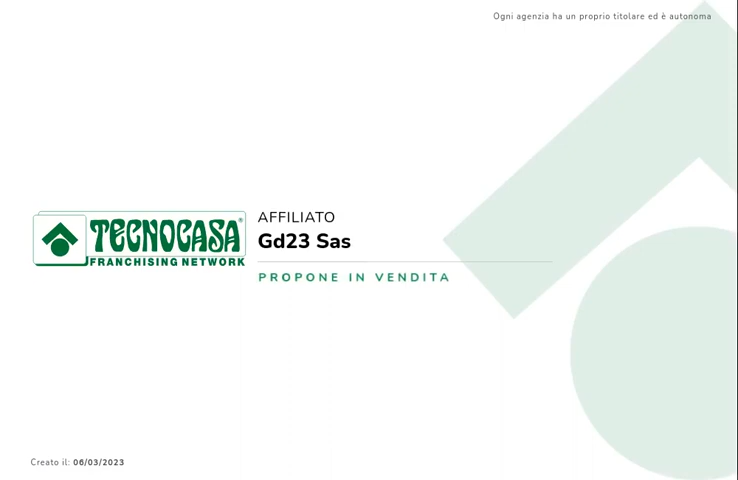 Ogni agenzia ha un proprio titolare ed è autonoma
TECNOCASA®
FRANCHISING NETWORK
AFFILIATO
Gd23 Sas
PROPONE IN VENDITA
Creato il: 06/03/2023